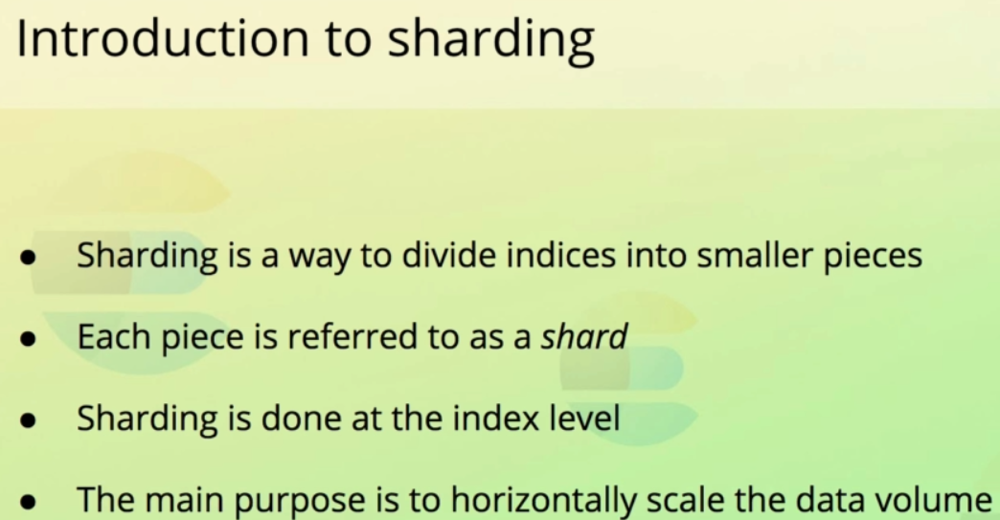 Introduction to sharding
● Sharding is a way to divide indices into smaller pieces
● Each piece is referred to as a shard
● Sharding is done at the index level
● The main purpose is to horizontally scale the data volume